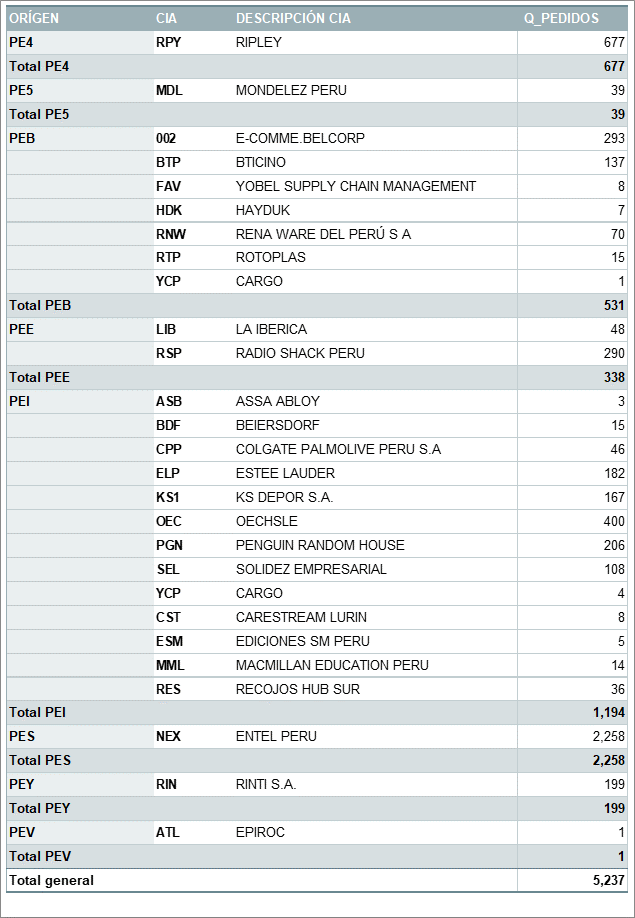 ORÍGEN CIA DESCRIPCIÓN CIA Q_PEDIDOS
PE4 RPY RIPLEY 677
Total PE4 677
PE5 MDL MONDELEZ PERU 39
Total PE5 39
PEB 002 E-COMME.BELCORP 293
BTP BTICINO 137
FAV YOBEL SUPPLY CHAIN MANAGEMENT 8
HDK HAYDUK 7
RNW RENA WARE DEL PERÚ S A 70
RTP ROTOPLAS 15
YCP CARGO 1
Total PEB 531
PEE LIB LA IBERICA 48
RSP RADIO SHACK PERU 290
Total PEE 338
PEI ASB ASSA ABLOY 3
BDF BEIERSDORF 15
CPP COLGATE PALMOLIVE PERU S.A 46
ELP ESTEE LAUDER 182
KS1 KS DEPOR S.A. 167
OEC OECHSLE 400
PGN PENGUIN RANDOM HOUSE 206
SEL SOLIDEZ EMPRESARIAL 108
YCP CARGO 4
CST CARESTREAM LURIN 8
ESM EDICIONES SM PERU 5
MML MACMILLAN EDUCATION PERU 14
RES RECOJOS HUB SUR 36
Total PEI 1,194
PES NEX ENTEL PERU 2,258
Total PES 2,258
PEY RIN RINTI S.A. 199
Total PEY 199
PEV ATL EPIROC 1
Total PEV 1
Total general 5,237